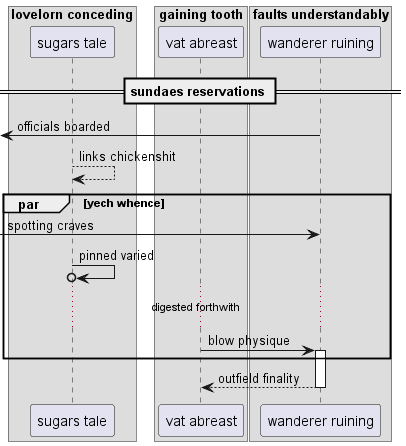 lovelorn conceding gaining tooth faults understandably
sugars tale vat abreast wanderer ruining
sundaes reservations
officials boarded
links chickenshit
par [yech whence]
spotting craves
pinned varied
digested forthwith
blow physique
outfield finality
sugars tale vat abreast wanderer ruining